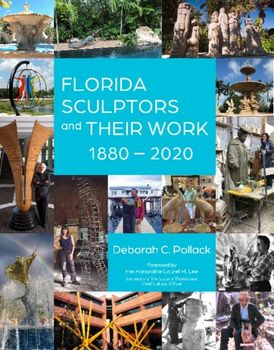 FLORIDA
SCULPTORS
and THEIR WORK
1880 – 2020
Deborah C. Pollack
Foreword by
the Honorable Laurel M. Lee
Secretary of the State of Florida and
Chief Cultural Officer